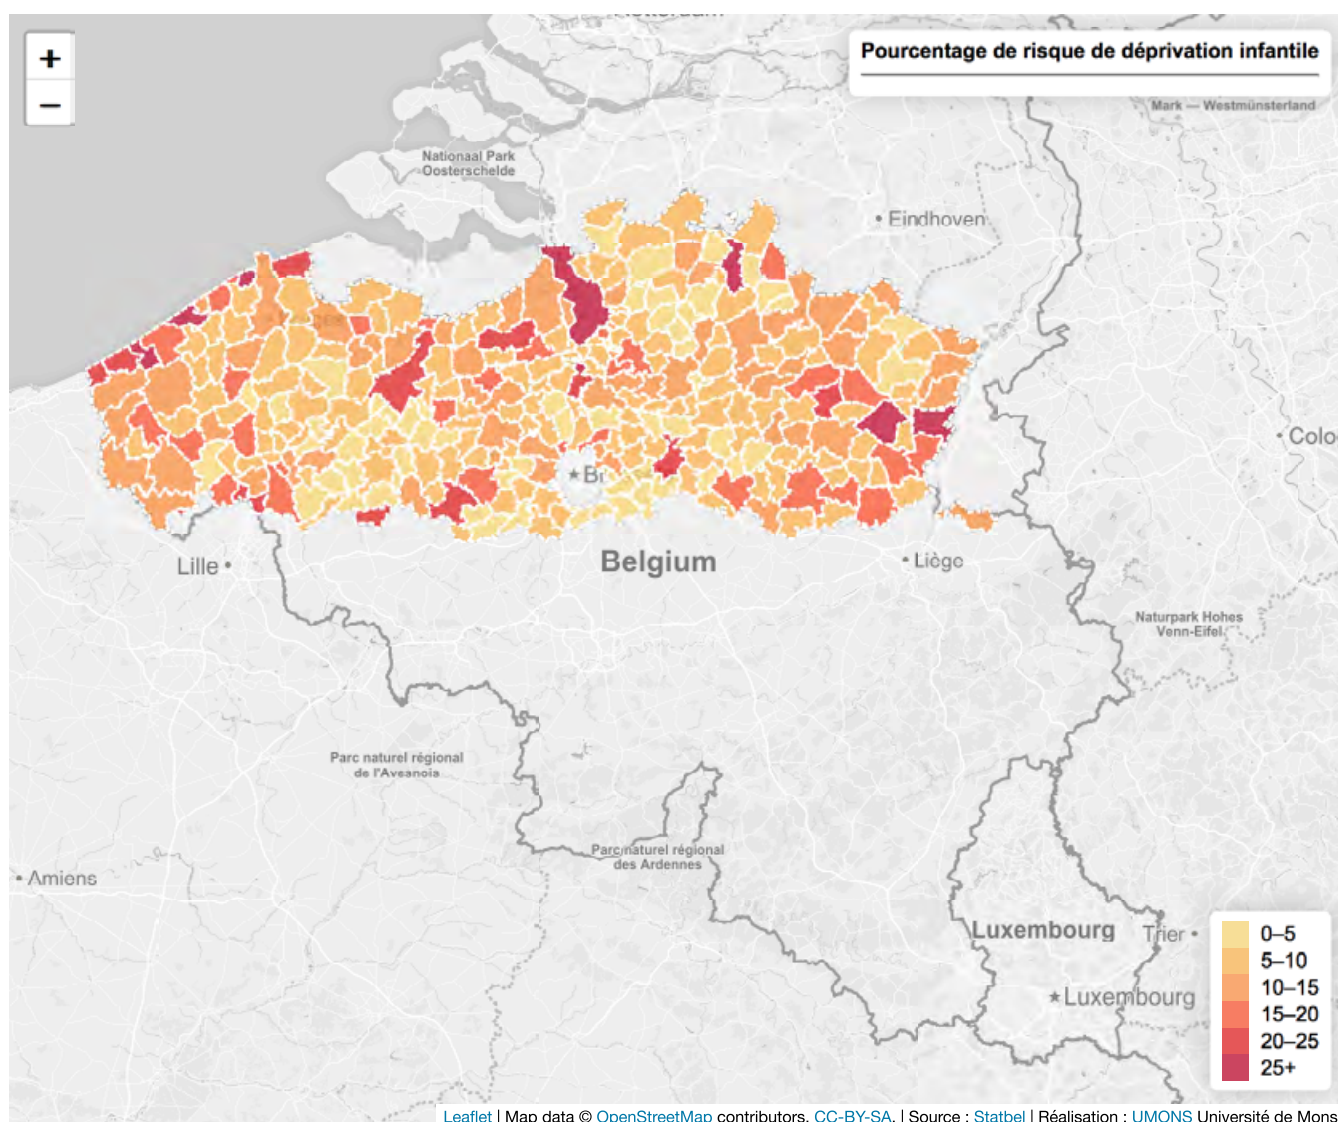 +
−
Pourcentage de risque de déprivation infantile
Mark — Westmünsterland
Nationaal Park
Oosterschelde
Eindhoven
Colo
Lille
Belgium
Liège
Naturpark Hohes
Venn-Eifel
Parc naturel régional
de l'Avesnois
Parc naturel régional
des Ardennes
Amiens
Luxembourg
Trier
Luxembourg
0–5
5–10
10–15
15–20
20–25
25+
Leaflet | Map data © OpenStreetMap contributors, CC-BY-SA, | Source : Statbel | Réalisation : UMONS Université de Mons